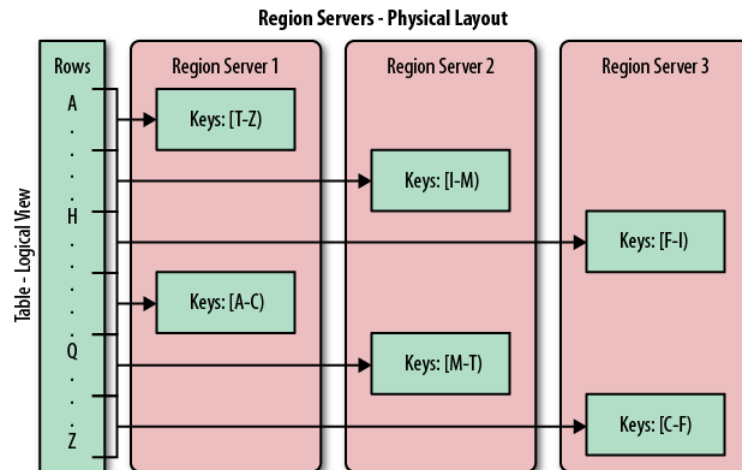 Region Servers - Physical Layout
Table - Logical View
Rows
A
.
.
.
H
.
.
.
.
Q
.
.
.
Z
Region Server 1
Keys: [T-Z)
Keys: [A-C)
Region Server 2
Keys: [I-M)
Keys: [M-T)
Region Server 3
Keys: [F-I)
Keys: [C-F)